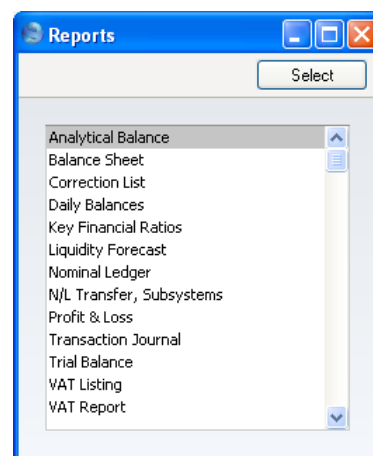 Reports
Select
Analytical Balance
Balance Sheet
Correction List
Daily Balances
Key Financial Ratios
Liquidity Forecast
Nominal Ledger
N/L Transfer, Subsystems
Profit & Loss
Transaction Journal
Trial Balance
VAT Listing
VAT Report